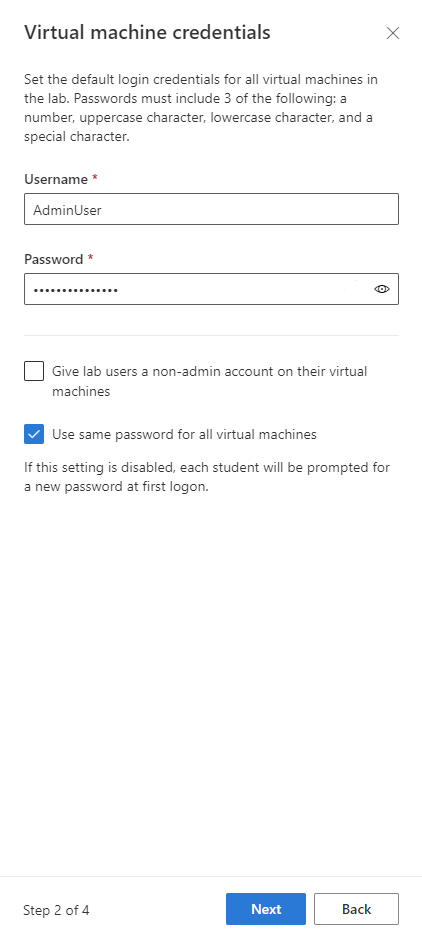 Virtual machine credentials
Set the default login credentials for all virtual machines in
the lab. Passwords must include 3 of the following: a
number, uppercase character, lowercase character, and a
special character.
Username *
AdminUser
Password *
•••••••••••••••
Give lab users a non-admin account on their virtual
machines
Use same password for all virtual machines
If this setting is disabled, each student will be prompted for
a new password at first logon.
Step 2 of 4
Next
Back